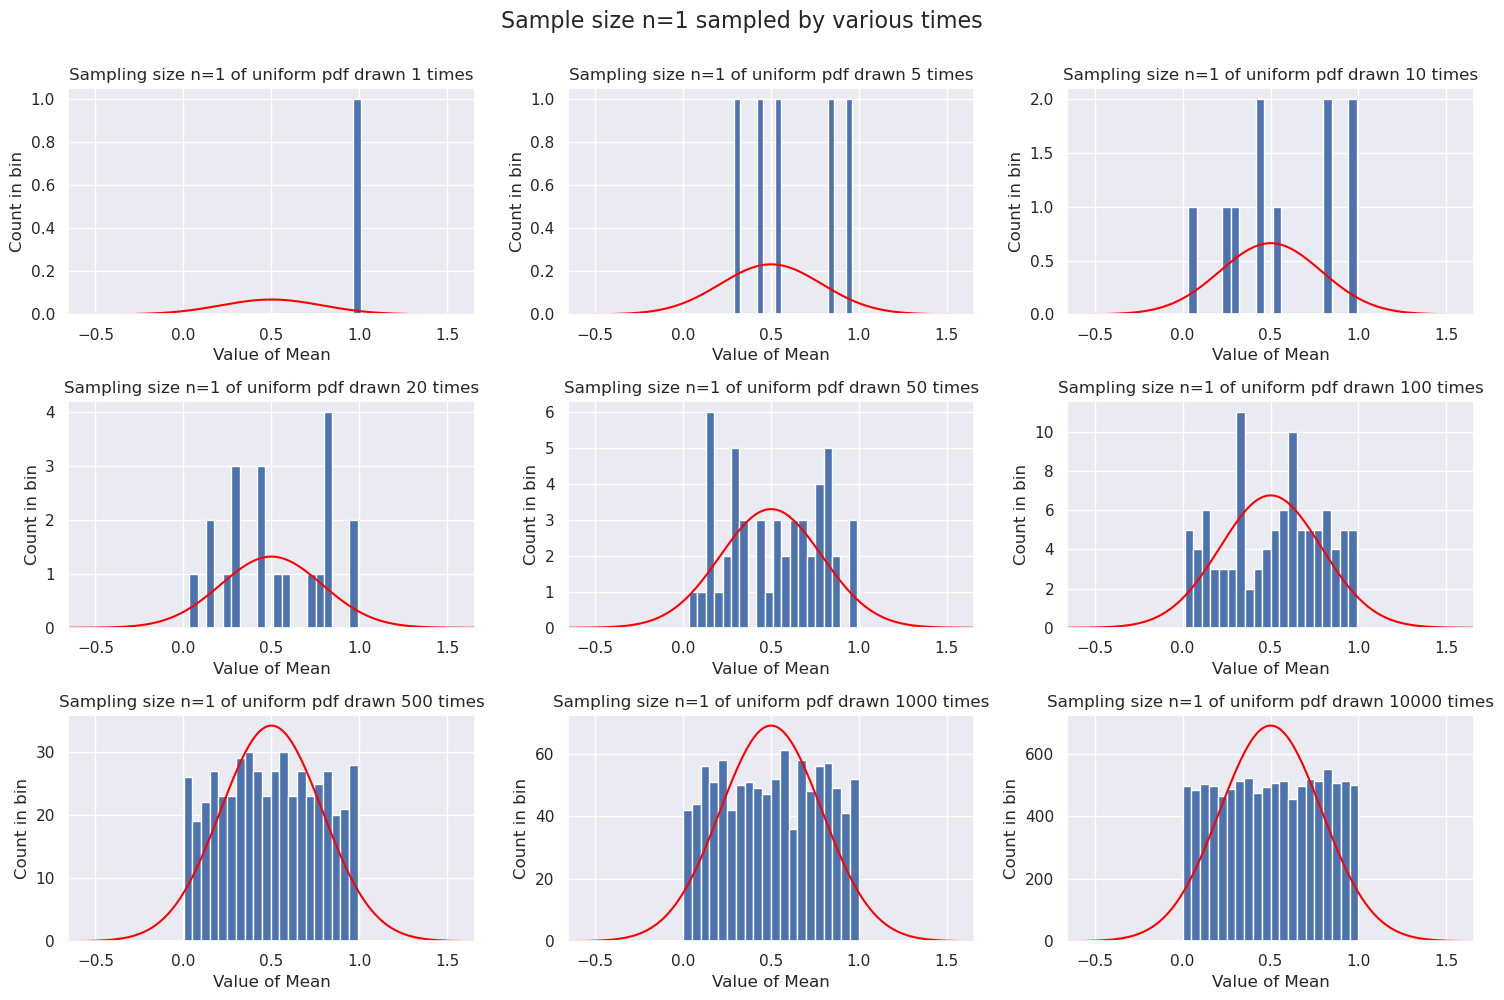 Sample size n=1 sampled by various times
Sampling size n=1 of uniform pdf drawn 1 times
1.0
0.8
0.6
0.4
0.2
0.0
Count in bin
−0.5 0.0 0.5 1.0 1.5
Value of Mean
Sampling size n=1 of uniform pdf drawn 5 times
1.0
0.8
0.6
0.4
0.2
0.0
Count in bin
−0.5 0.0 0.5 1.0 1.5
Value of Mean
Sampling size n=1 of uniform pdf drawn 10 times
2.0
1.5
1.0
0.5
0.0
Count in bin
−0.5 0.0 0.5 1.0 1.5
Value of Mean
Sampling size n=1 of uniform pdf drawn 20 times
4
3
2
1
0
Count in bin
−0.5 0.0 0.5 1.0 1.5
Value of Mean
Sampling size n=1 of uniform pdf drawn 50 times
6
5
4
3
2
1
0
Count in bin
−0.5 0.0 0.5 1.0 1.5
Value of Mean
Sampling size n=1 of uniform pdf drawn 100 times
10
8
6
4
2
0
Count in bin
−0.5 0.0 0.5 1.0 1.5
Value of Mean
Sampling size n=1 of uniform pdf drawn 500 times
30
20
10
0
Count in bin
−0.5 0.0 0.5 1.0 1.5
Value of Mean
Sampling size n=1 of uniform pdf drawn 1000 times
60
40
20
0
Count in bin
−0.5 0.0 0.5 1.0 1.5
Value of Mean
Sampling size n=1 of uniform pdf drawn 10000 times
600
400
200
0
Count in bin
−0.5 0.0 0.5 1.0 1.5
Value of Mean